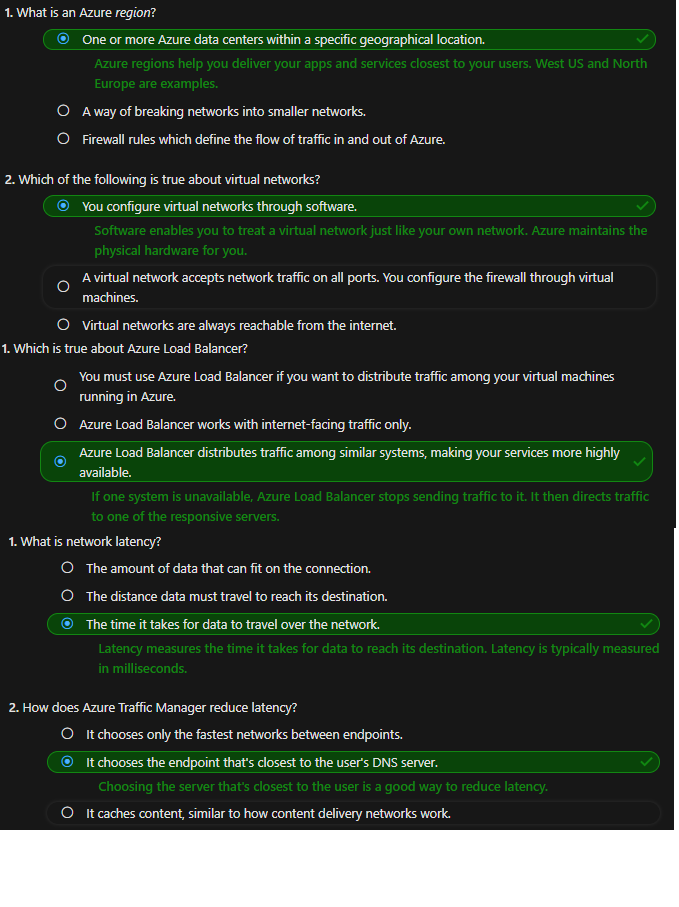 1. What is an Azure region?
One or more Azure data centers within a specific geographical location.
Azure regions help you deliver your apps and services closest to your users. West US and North
Europe are examples.
A way of breaking networks into smaller networks.
Firewall rules which define the flow of traffic in and out of Azure.
2. Which of the following is true about virtual networks?
You configure virtual networks through software.
Software enables you to treat a virtual network just like your own network. Azure maintains the
physical hardware for you.
A virtual network accepts network traffic on all ports. You configure the firewall through virtual
machines.
Virtual networks are always reachable from the internet.
1. Which is true about Azure Load Balancer?
You must use Azure Load Balancer if you want to distribute traffic among your virtual machines
running in Azure.
Azure Load Balancer works with internet-facing traffic only.
Azure Load Balancer distributes traffic among similar systems, making your services more highly
available.
If one system is unavailable, Azure Load Balancer stops sending traffic to it. It then directs traffic
to one of the responsive servers.
1. What is network latency?
The amount of data that can fit on the connection.
The distance data must travel to reach its destination.
The time it takes for data to travel over the network.
Latency measures the time it takes for data to reach its destination. Latency is typically measured
in milliseconds.
2. How does Azure Traffic Manager reduce latency?
It chooses only the fastest networks between endpoints.
It chooses the endpoint that's closest to the user's DNS server.
Choosing the server that's closest to the user is a good way to reduce latency.
It caches content, similar to how content delivery networks work.